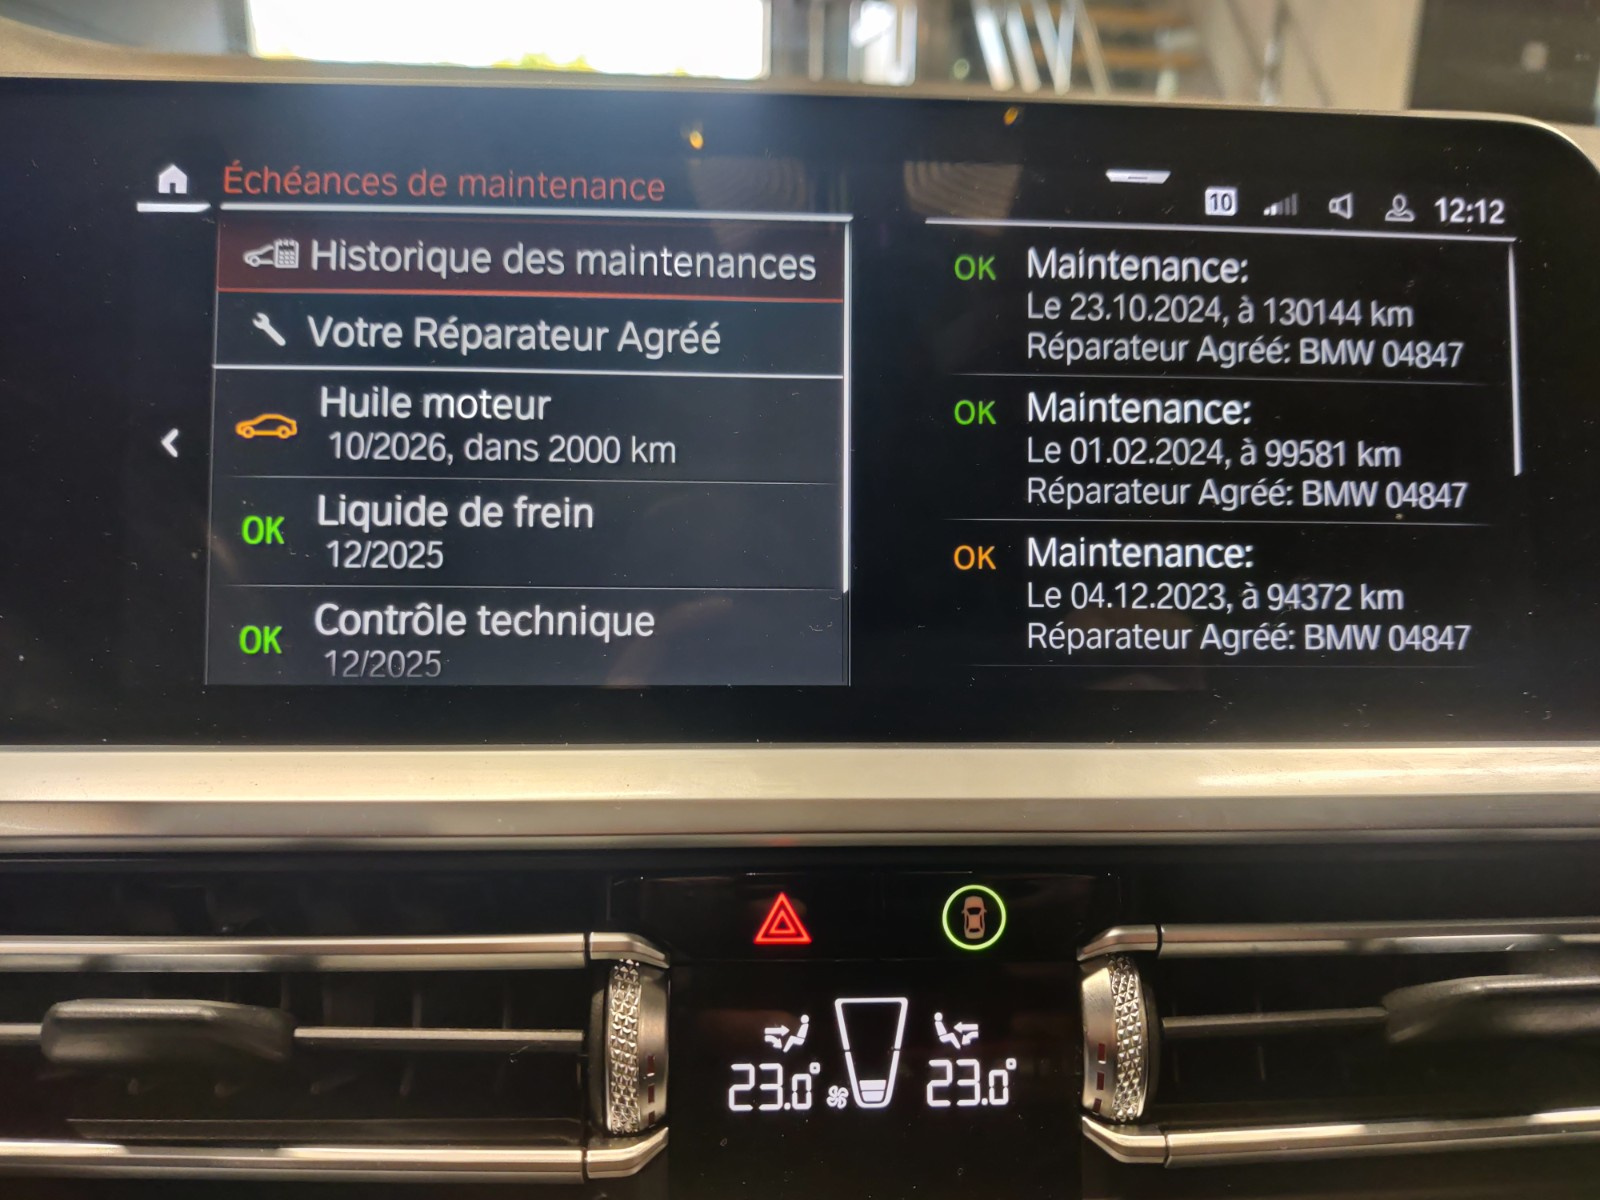 Échéances de maintenance
10
12:12
Historique des maintenances
Votre Réparateur Agréé
Huile moteur
10/2026, dans 2000 km
OK Liquide de frein
12/2025
OK Contrôle technique
12/2025
OK Maintenance:
Le 23.10.2024, à 130144 km
Réparateur Agréé: BMW 04847
OK Maintenance:
Le 01.02.2024, à 99581 km
Réparateur Agréé: BMW 04847
OK Maintenance:
Le 04.12.2023, à 94372 km
Réparateur Agréé: BMW 04847
23.0° 23.0°